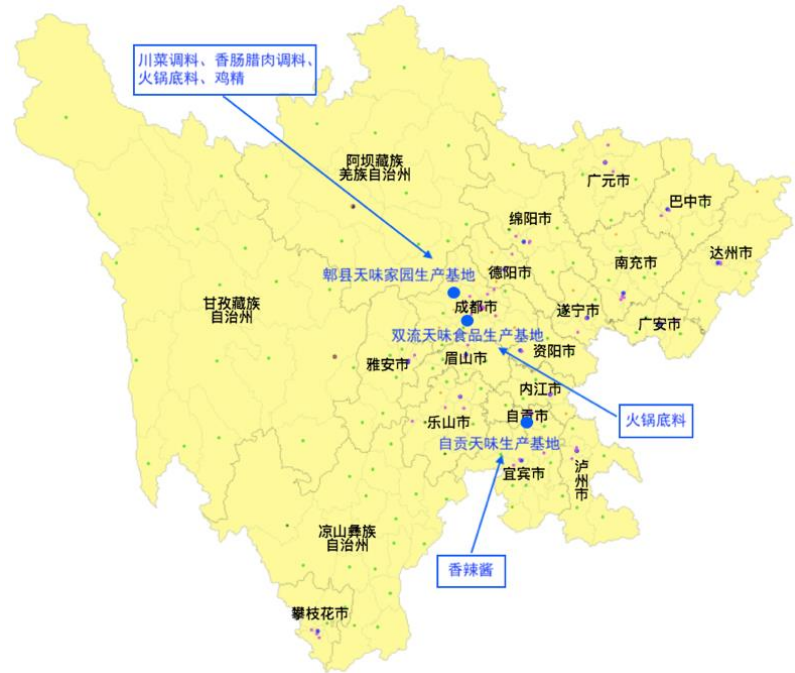 川菜调料、香肠腊肉调料、
火锅底料、鸡精
阿坝藏族
羌族自治州
广元市
巴中市
绵阳市
达州市
南充市
德阳市
郫县天味家园生产基地
甘孜藏族
自治州
成都市
遂宁市
广安市
双流天味食品生产基地
资阳市
雅安市
眉山市
内江市
乐山市
自贡市
火锅底料
自贡天味生产基地
宜宾市
泸州市
凉山彝族
自治州
香辣酱
攀枝花市